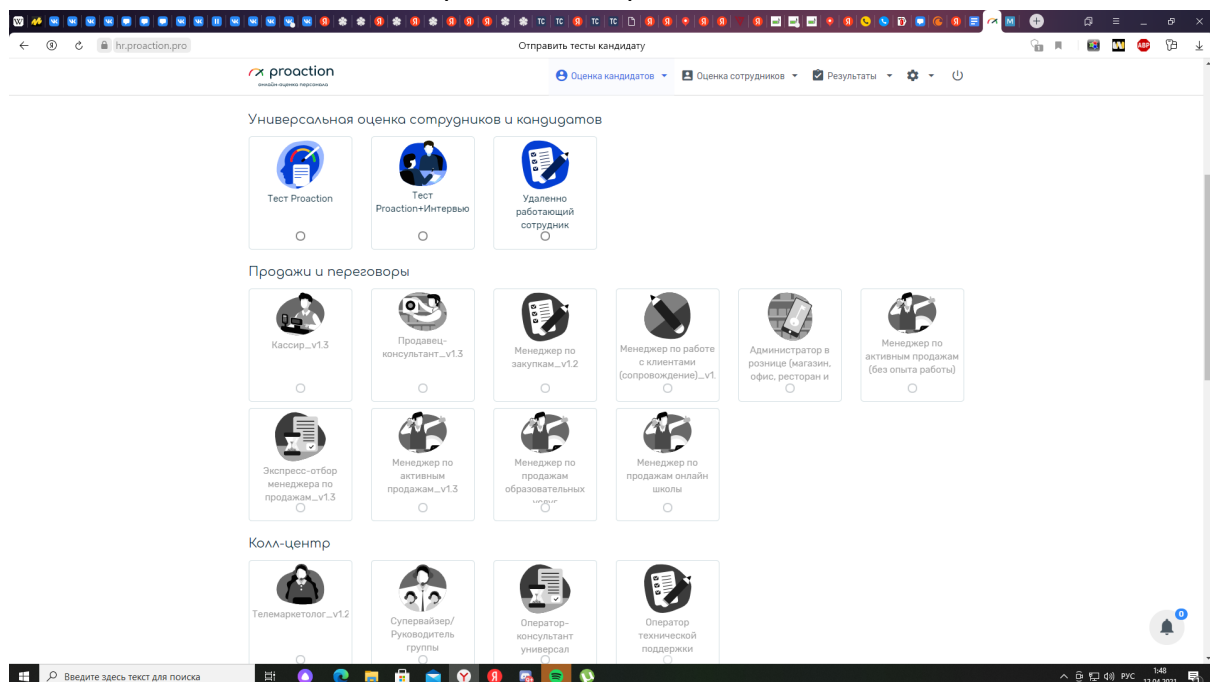 hr.proaction.pro
Отправить тесты кандидату
proaction
онлайн-оценка персонала
Оценка кандидатов
Оценка сотрудников
Результаты
Универсальная оценка сотрудников и кандидатов
Тест Proaction
Тест
Proaction+Интервью
Удаленно
работающий
сотрудник
Продажи и переговоры
Кассир_v1.3
Продавец-
консультант_v1.3
Менеджер по
закупкам_v1.2
Менеджер по работе
с клиентами
(сопровождение)_v1.
Администратор в
рознице (магазин,
офис, ресторан и
Менеджер по
активным продажам
(без опыта работы)
Экспресс-отбор
менеджера по
продажам_v1.3
Менеджер по
активным
продажам_v1.3
Менеджер по
продажам
образовательных
Менеджер по
продажам онлайн
школы
Колл-центр
Телемаркетолог_v1.2
Супервайзер/
Руководитель
группы
Оператор-
консультант
универсал
Оператор
технической
поддержки
0
Введите здесь текст для поиска
РУС
1:48
12.04.2021